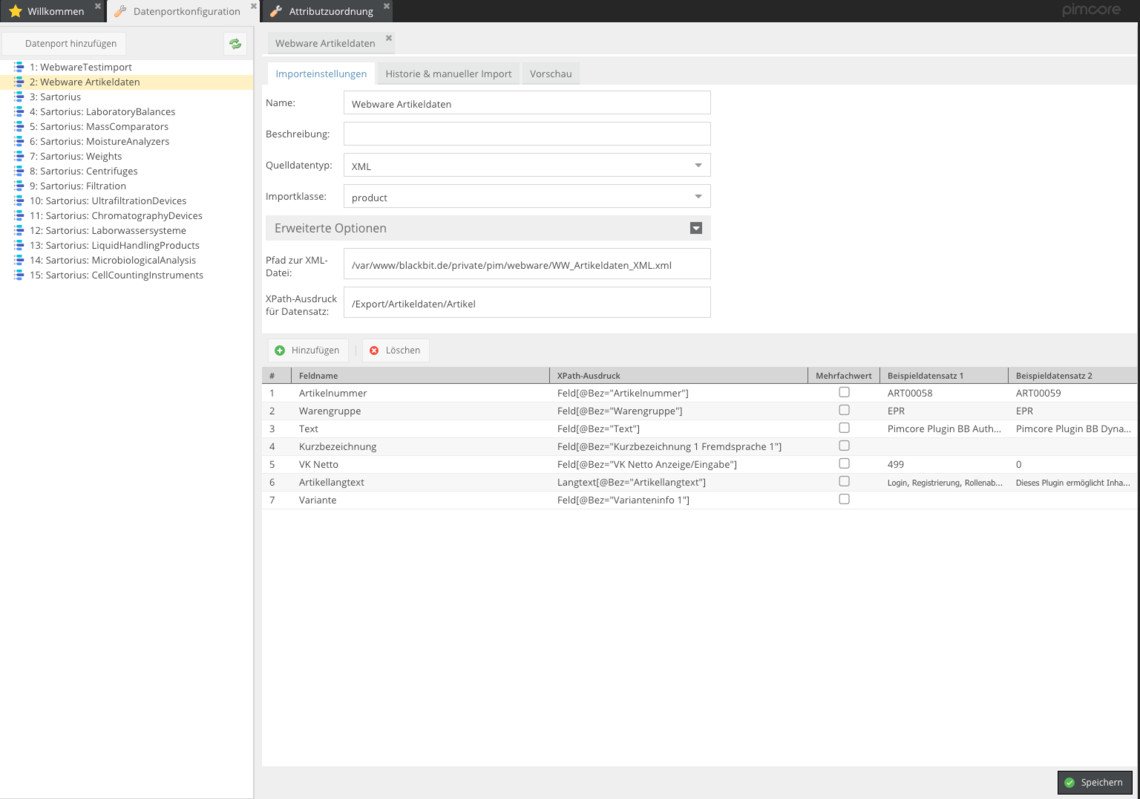 Willkommen Datenportkonfiguration Attributzuordnung pimcore
Datenport hinzufügen
1: WebwareTestimport
2: Webware Artikeldaten
3: Sartorius
4: Sartorius: LaboratoryBalances
5: Sartorius: MassComparators
6: Sartorius: MoistureAnalyzers
7: Sartorius: Weights
8: Sartorius: Centrifuges
9: Sartorius: Filtration
10: Sartorius: UltrafiltrationDevices
11: Sartorius: ChromatographyDevices
12: Sartorius: Laborwassersysteme
13: Sartorius: LiquidHandlingProducts
14: Sartorius: MicrobiologicalAnalysis
15: Sartorius: CellCountingInstruments
Webware Artikeldaten
Importeinstellungen Historie & manueller Import Vorschau
Name: Webware Artikeldaten
Beschreibung:
Quelldatentyp: XML
Importklasse: product
Erweiterte Optionen
Pfad zur XML-
Datei: /var/www/blackbit.de/private/pim/webware/WW_Artikeldaten_XML.xml
XPath-Ausdruck
für Datensatz: /Export/Artikeldaten/Artikel
Hinzufügen Löschen
# Feldname XPath-Ausdruck Mehrfachwert Beispieldatensatz 1 Beispieldatensatz 2
1 Artikelnummer Feld[@Bez="Artikelnummer"] ART00058 ART00059
2 Warengruppe Feld[@Bez="Warengruppe"] EPR EPR
3 Text Feld[@Bez="Text"] Pimcore Plugin BB Auth... Pimcore Plugin BB Dyna...
4 Kurzbezeichnung Feld[@Bez="Kurzbezeichnung 1 Fremdsprache 1"]
5 VK Netto Feld[@Bez="VK Netto Anzeige/Eingabe"] 499 0
6 Artikellangtext Langtext[@Bez="Artikellangtext"] Login, Registrierung, Rollenab... Dieses Plugin ermöglicht Inha...
7 Variante Feld[@Bez="Varianteninfo 1"]
Speichern